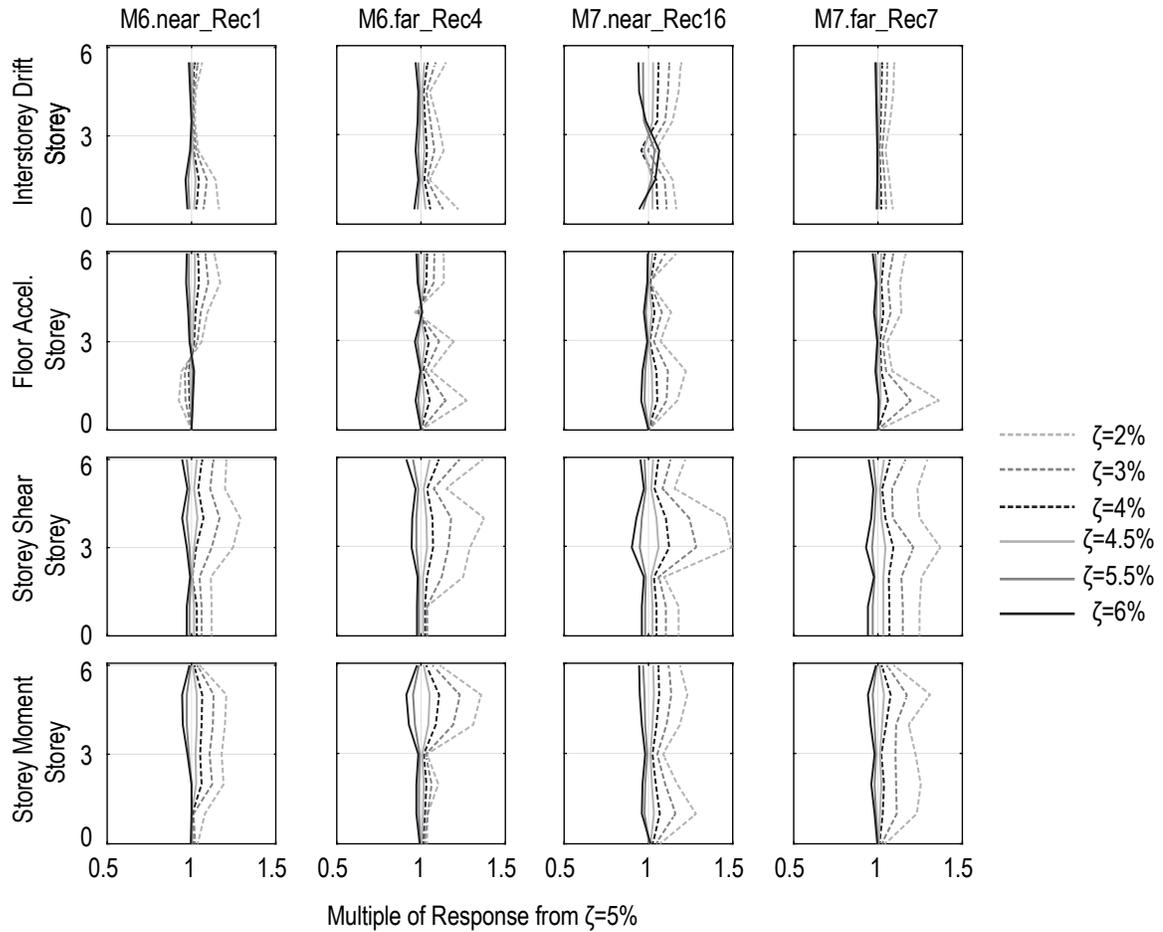 M6.near_Rec1 M6.far_Rec4 M7.near_Rec16 M7.far_Rec7
Interstorey Drift
Storey
6
3
0
Floor Accel.
Storey
6
3
0
Storey Shear
Storey
6
3
0
Storey Moment
Storey
6
3
0
0.5 1 1.5 0.5 1 1.5 0.5 1 1.5 0.5 1 1.5
Multiple of Response from ζ=5%
ζ=2%
ζ=3%
ζ=4%
ζ=4.5%
ζ=5.5%
ζ=6%